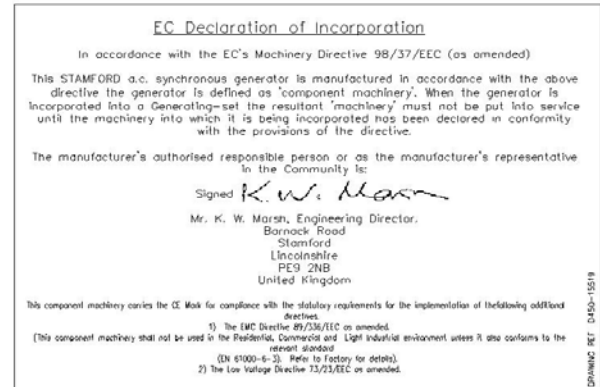 EC Declaration of Incorporation
In accordance with the EC's Machinery Directive 98/37/EEC (as amended)
This STAMFORD a.c. synchronous generator is manufactured in accordance with the above
directive the generator is defined as 'component machinery'. When the generator is
incorporated into a Generating-set the resultant 'machinery' must not be put into service
until the machinery into which it is being incorporated has been declared in conformity
with the provisions of the directive.
The manufacturer's authorised responsible person or as the manufacturer's representative
in the Community is:
Signed K. W. Marsh
Mr. K. W. Marsh, Engineering Director.
Barnack Road
Stamford
Lincolnshire
PE9 2NB
United Kingdom
This component machinery carries the CE Mark for compliance with the statutory requirements for the implementation of thefollowing additional
directives.
1) The EMC Directive 89/336/EEC as amended.
(This component machinery shall not be used in the Residential, Commercial and Light Industrial environment unless it also conforms to the
relevant standard
(EN 61000-6-3). Refer to Factory for details).
2) The Low Voltage Directive 73/23/EEC as amended.
DRAWING REF D450-15519